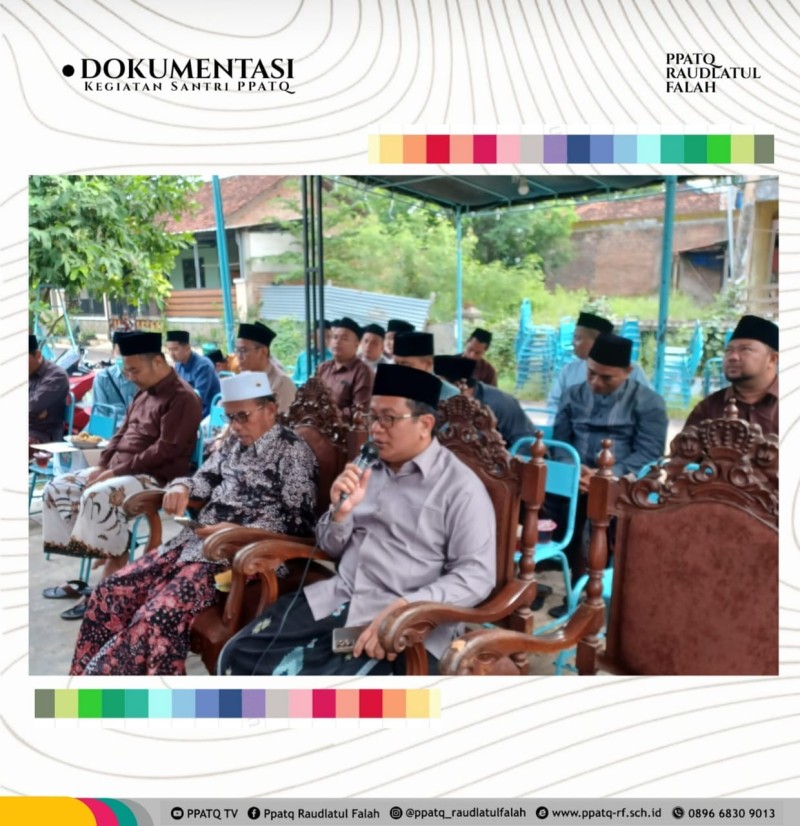 • DOKUMENTASI
Kegiatan Santri PPATQ
PPATQ
RAUDLATUL
FALAH
PPATQ TV Ppatq Raudlatul Falah @ppatq_raudlatulfalah www.ppatq-rf.sch.id 0896 6830 9013